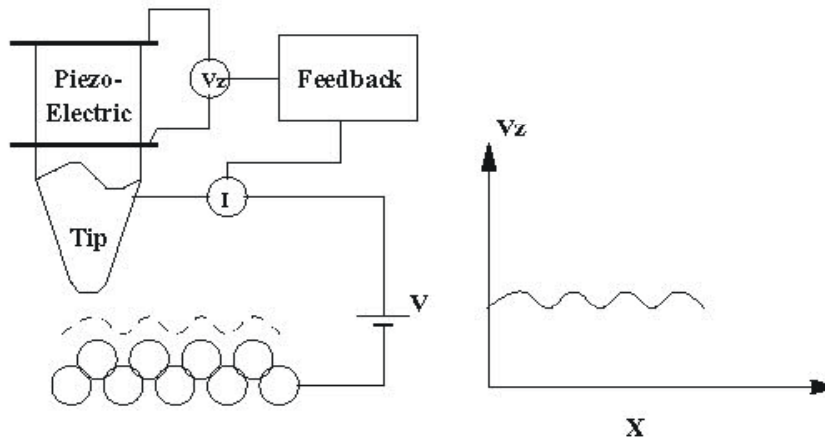 Piezo-
Electric
Vz
Feedback
I
Tip
V
Vz
X